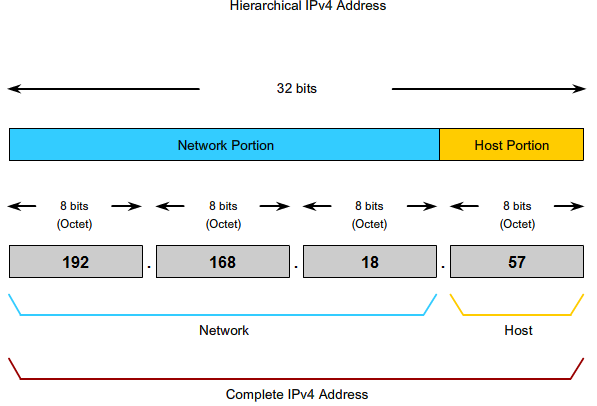 Hierarchical IPv4 Address
32 bits
Network Portion Host Portion
8 bits 8 bits 8 bits 8 bits
(Octet) (Octet) (Octet) (Octet)
192 . 168 . 18 . 57
Network Host
Complete IPv4 Address